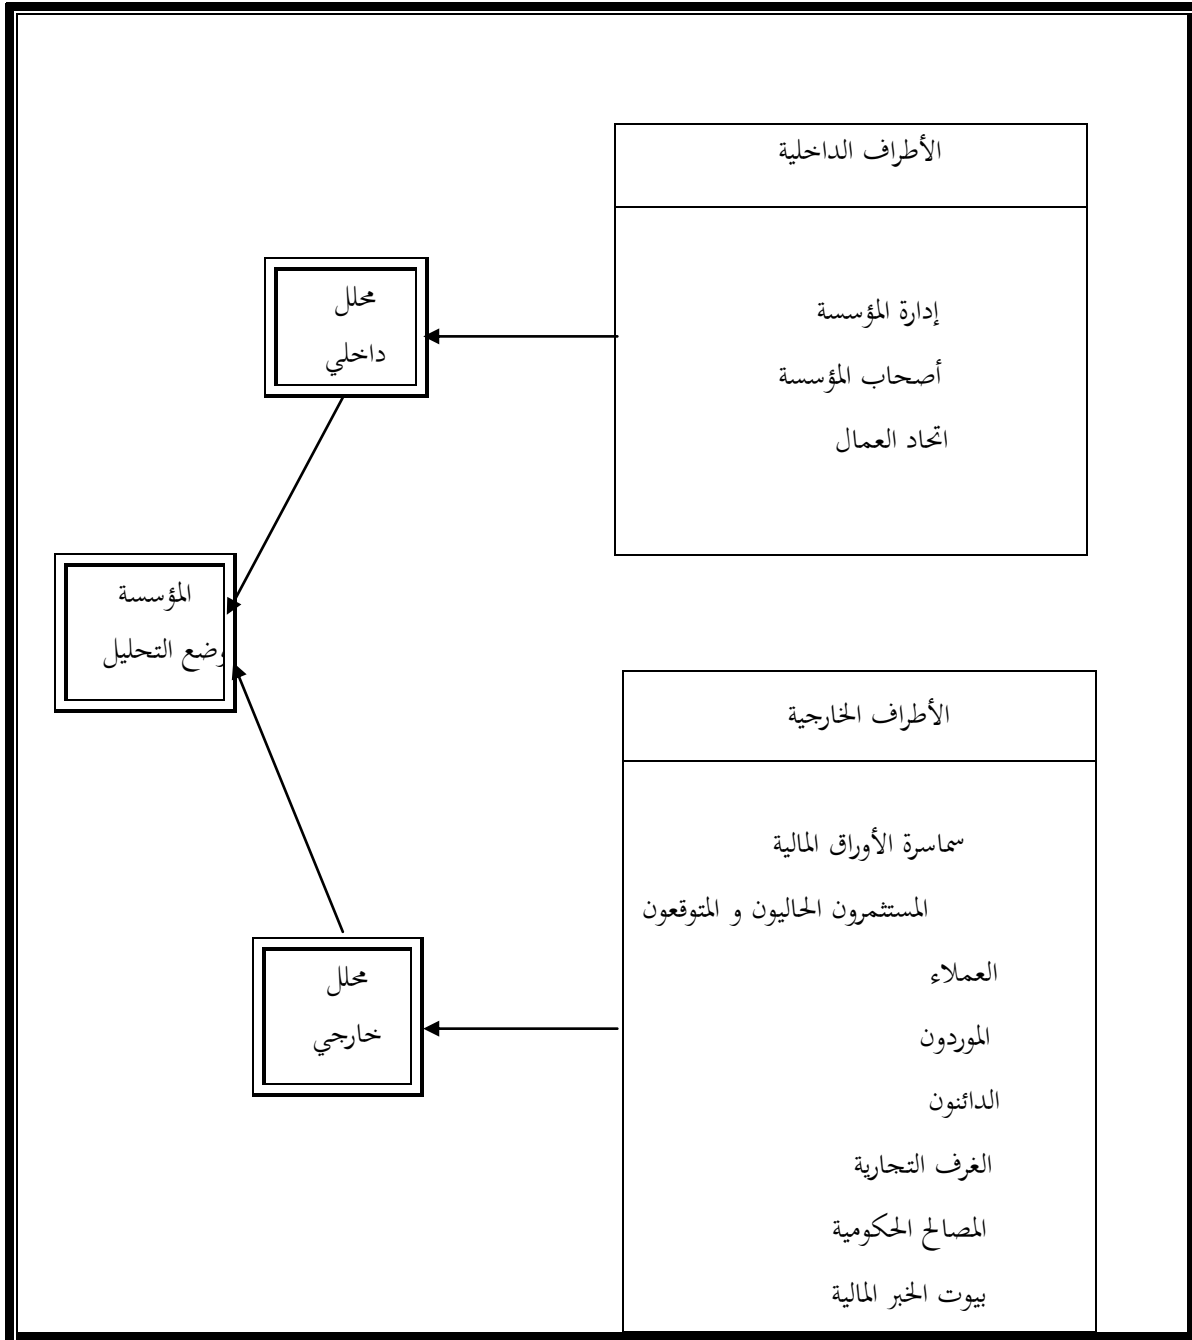 الأطراف الداخلية
إدارة المؤسسة
أصحاب المؤسسة
اتحاد العمال
محلل
داخلي
المؤسسة
وضع التحليل
الأطراف الخارجية
سماسرة الأوراق المالية
المستثمرون الحاليون و المتوقعون
العملاء
الموردون
الدائنون
الغرف التجارية
المصالح الحكومية
بيوت الخبر المالية
محلل
خارجي